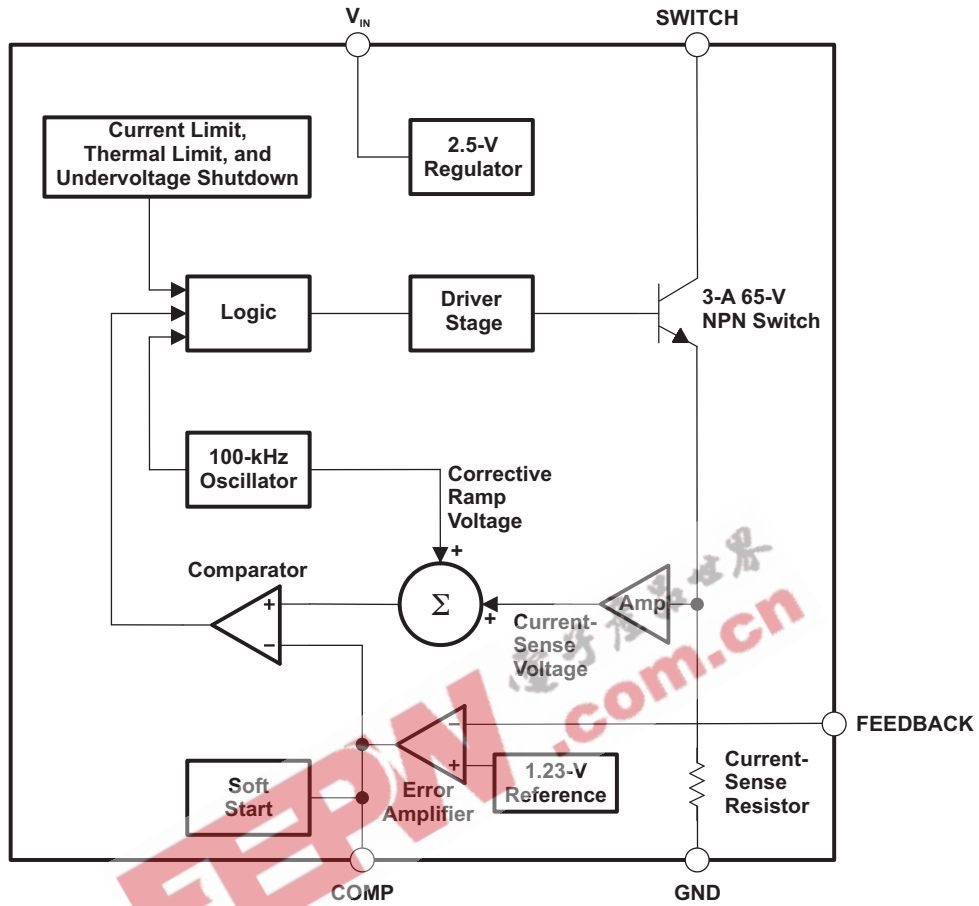 V_IN
SWITCH
Current Limit,
Thermal Limit, and
Undervoltage Shutdown
2.5-V
Regulator
Logic
Driver
Stage
3-A 65-V
NPN Switch
100-kHz
Oscillator
Corrective
Ramp
Voltage
Comparator
+
+
Σ
+
Current-
Sense
Voltage
Amp
−
−
FEEDBACK
+
1.23-V
Reference
Soft
Start
Error
Amplifier
Current-
Sense
Resistor
COMP
GND
.com.cn